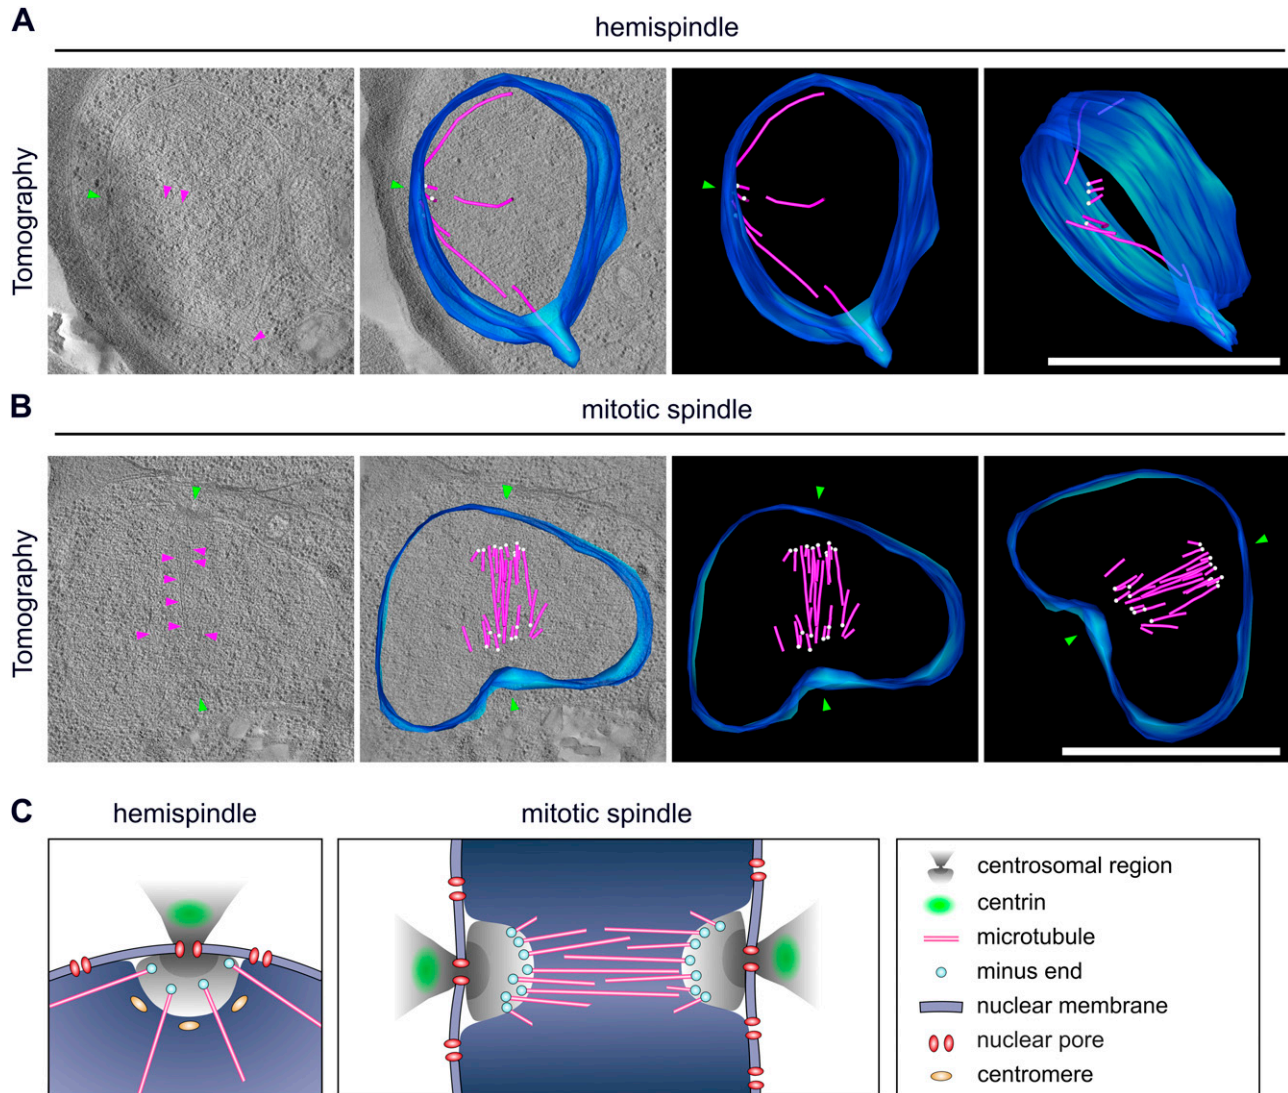 A
hemispindle
Tomography
B
mitotic spindle
Tomography
C
hemispindle
mitotic spindle
centrosomal region
centrin
microtubule
minus end
nuclear membrane
nuclear pore
centromere